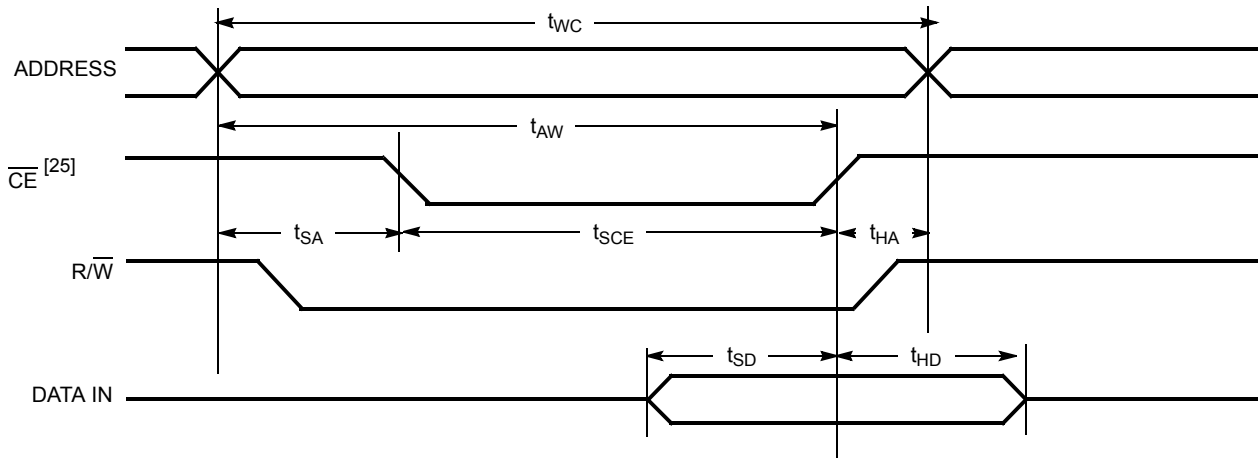 tWC
ADDRESS
tAW
CE [25]
tSA
tSCE
tHA
R/W
tSD
tHD
DATA IN